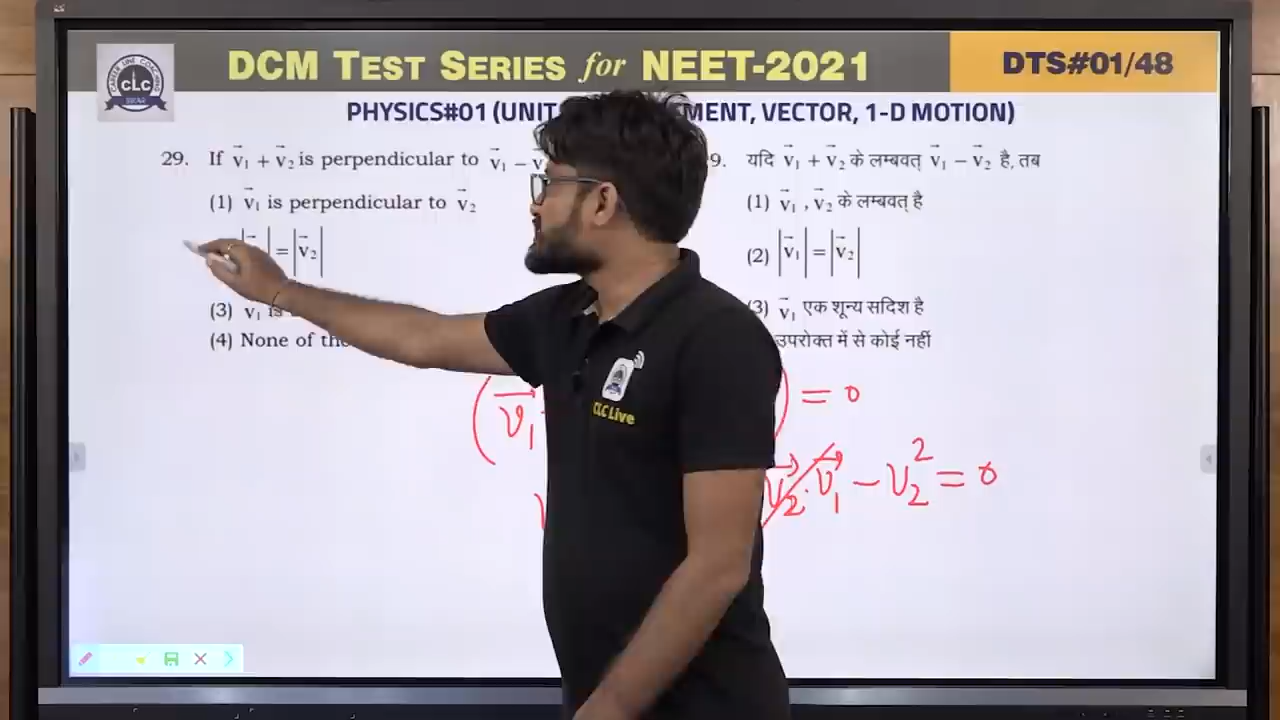 DCM TEST SERIES for NEET-2021
DTS#01/48
CLC
PHYSICS#01 (UNIT MENT, VECTOR, 1-D MOTION)
29. If v⃗₁ + v⃗₂ is perpendicular to v⃗₁ − v⃗
(1) v⃗₁ is perpendicular to v⃗₂
| = |v⃗₂|
(3) v₁ is
(4) None of the
9. यदि v⃗₁ + v⃗₂ के लम्बवत् v⃗₁ − v⃗₂ है, तब
(1) v⃗₁ , v⃗₂ के लम्बवत् है
(2) |v⃗₁| = |v⃗₂|
(3) v⃗₁ एक शून्य सदिश है
उपरोक्त में से कोई नहीं
(v⃗₁ ) = 0
v⃗₂.v⃗₁ − v₂² = 0
CLC Live